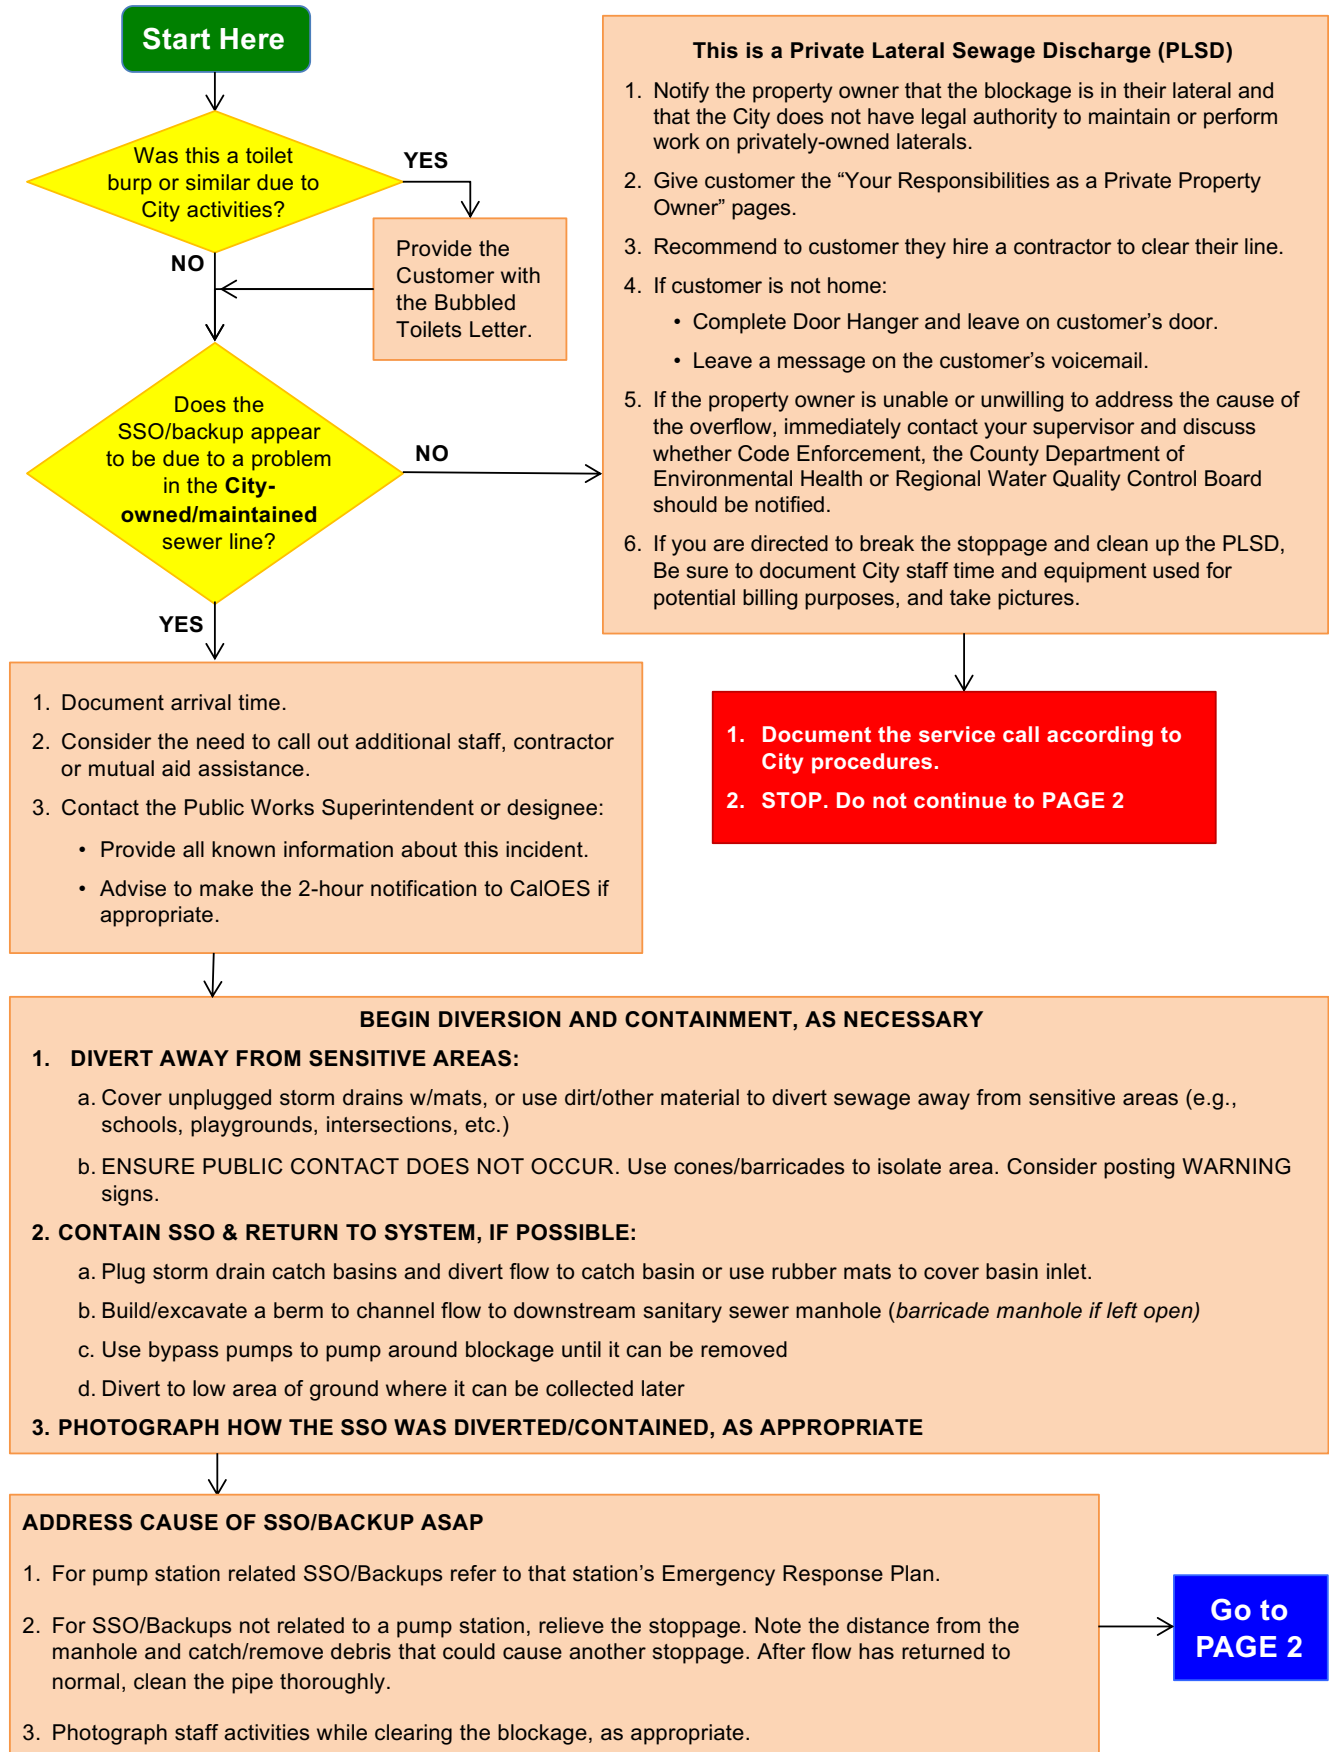 Start Here
Was this a toilet
burp or similar due to
City activities?
YES
Provide the
Customer with
the Bubbled
Toilets Letter.
NO
Does the
SSO/backup appear
to be due to a problem
in the City-
owned/maintained
sewer line?
NO
YES
This is a Private Lateral Sewage Discharge (PLSD)
1. Notify the property owner that the blockage is in their lateral and
that the City does not have legal authority to maintain or perform
work on privately-owned laterals.
2. Give customer the “Your Responsibilities as a Private Property
Owner” pages.
3. Recommend to customer they hire a contractor to clear their line.
4. If customer is not home:
• Complete Door Hanger and leave on customer’s door.
• Leave a message on the customer’s voicemail.
5. If the property owner is unable or unwilling to address the cause of
the overflow, immediately contact your supervisor and discuss
whether Code Enforcement, the County Department of
Environmental Health or Regional Water Quality Control Board
should be notified.
6. If you are directed to break the stoppage and clean up the PLSD,
Be sure to document City staff time and equipment used for
potential billing purposes, and take pictures.
1. Document the service call according to
City procedures.
2. STOP. Do not continue to PAGE 2
1. Document arrival time.
2. Consider the need to call out additional staff, contractor
or mutual aid assistance.
3. Contact the Public Works Superintendent or designee:
• Provide all known information about this incident.
• Advise to make the 2-hour notification to CalOES if
appropriate.
BEGIN DIVERSION AND CONTAINMENT, AS NECESSARY
1. DIVERT AWAY FROM SENSITIVE AREAS:
a. Cover unplugged storm drains w/mats, or use dirt/other material to divert sewage away from sensitive areas (e.g.,
schools, playgrounds, intersections, etc.)
b. ENSURE PUBLIC CONTACT DOES NOT OCCUR. Use cones/barricades to isolate area. Consider posting WARNING
signs.
2. CONTAIN SSO & RETURN TO SYSTEM, IF POSSIBLE:
a. Plug storm drain catch basins and divert flow to catch basin or use rubber mats to cover basin inlet.
b. Build/excavate a berm to channel flow to downstream sanitary sewer manhole (barricade manhole if left open)
c. Use bypass pumps to pump around blockage until it can be removed
d. Divert to low area of ground where it can be collected later
3. PHOTOGRAPH HOW THE SSO WAS DIVERTED/CONTAINED, AS APPROPRIATE
ADDRESS CAUSE OF SSO/BACKUP ASAP
1. For pump station related SSO/Backups refer to that station’s Emergency Response Plan.
2. For SSO/Backups not related to a pump station, relieve the stoppage. Note the distance from the
manhole and catch/remove debris that could cause another stoppage. After flow has returned to
normal, clean the pipe thoroughly.
3. Photograph staff activities while clearing the blockage, as appropriate.
Go to
PAGE 2